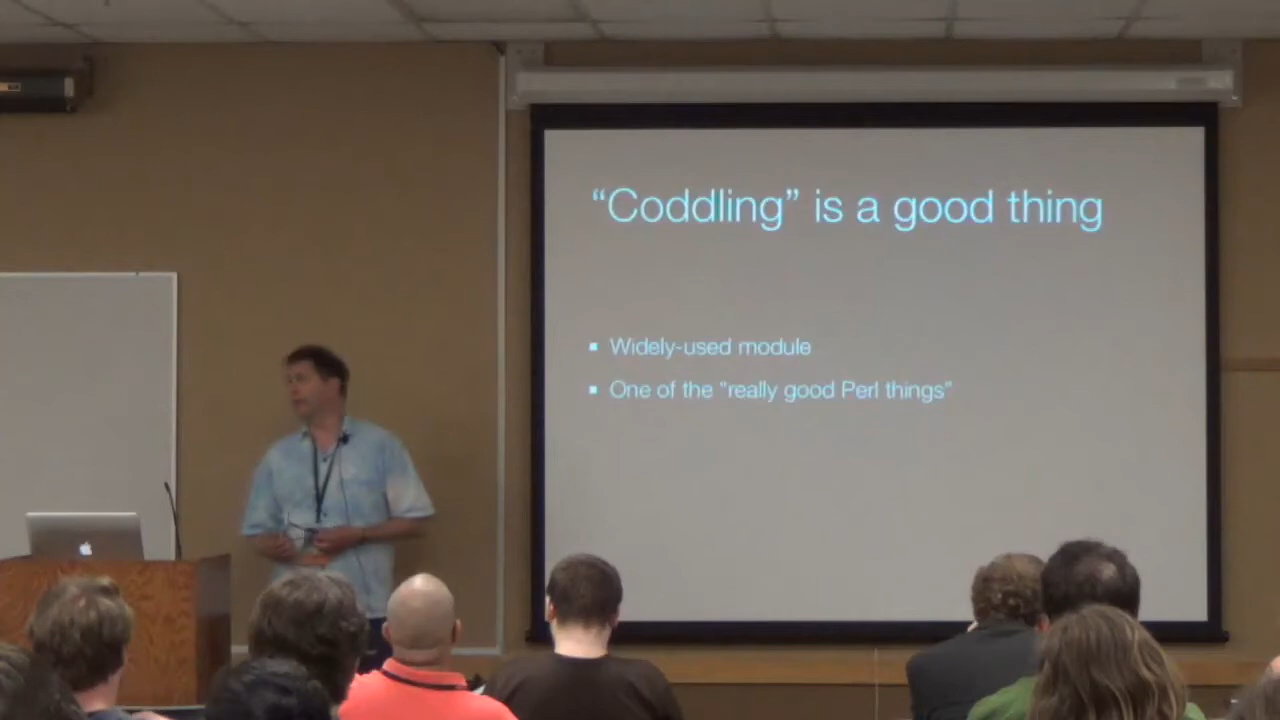 “Coddling” is a good thing
▪ Widely-used module
▪ One of the "really good Perl things"